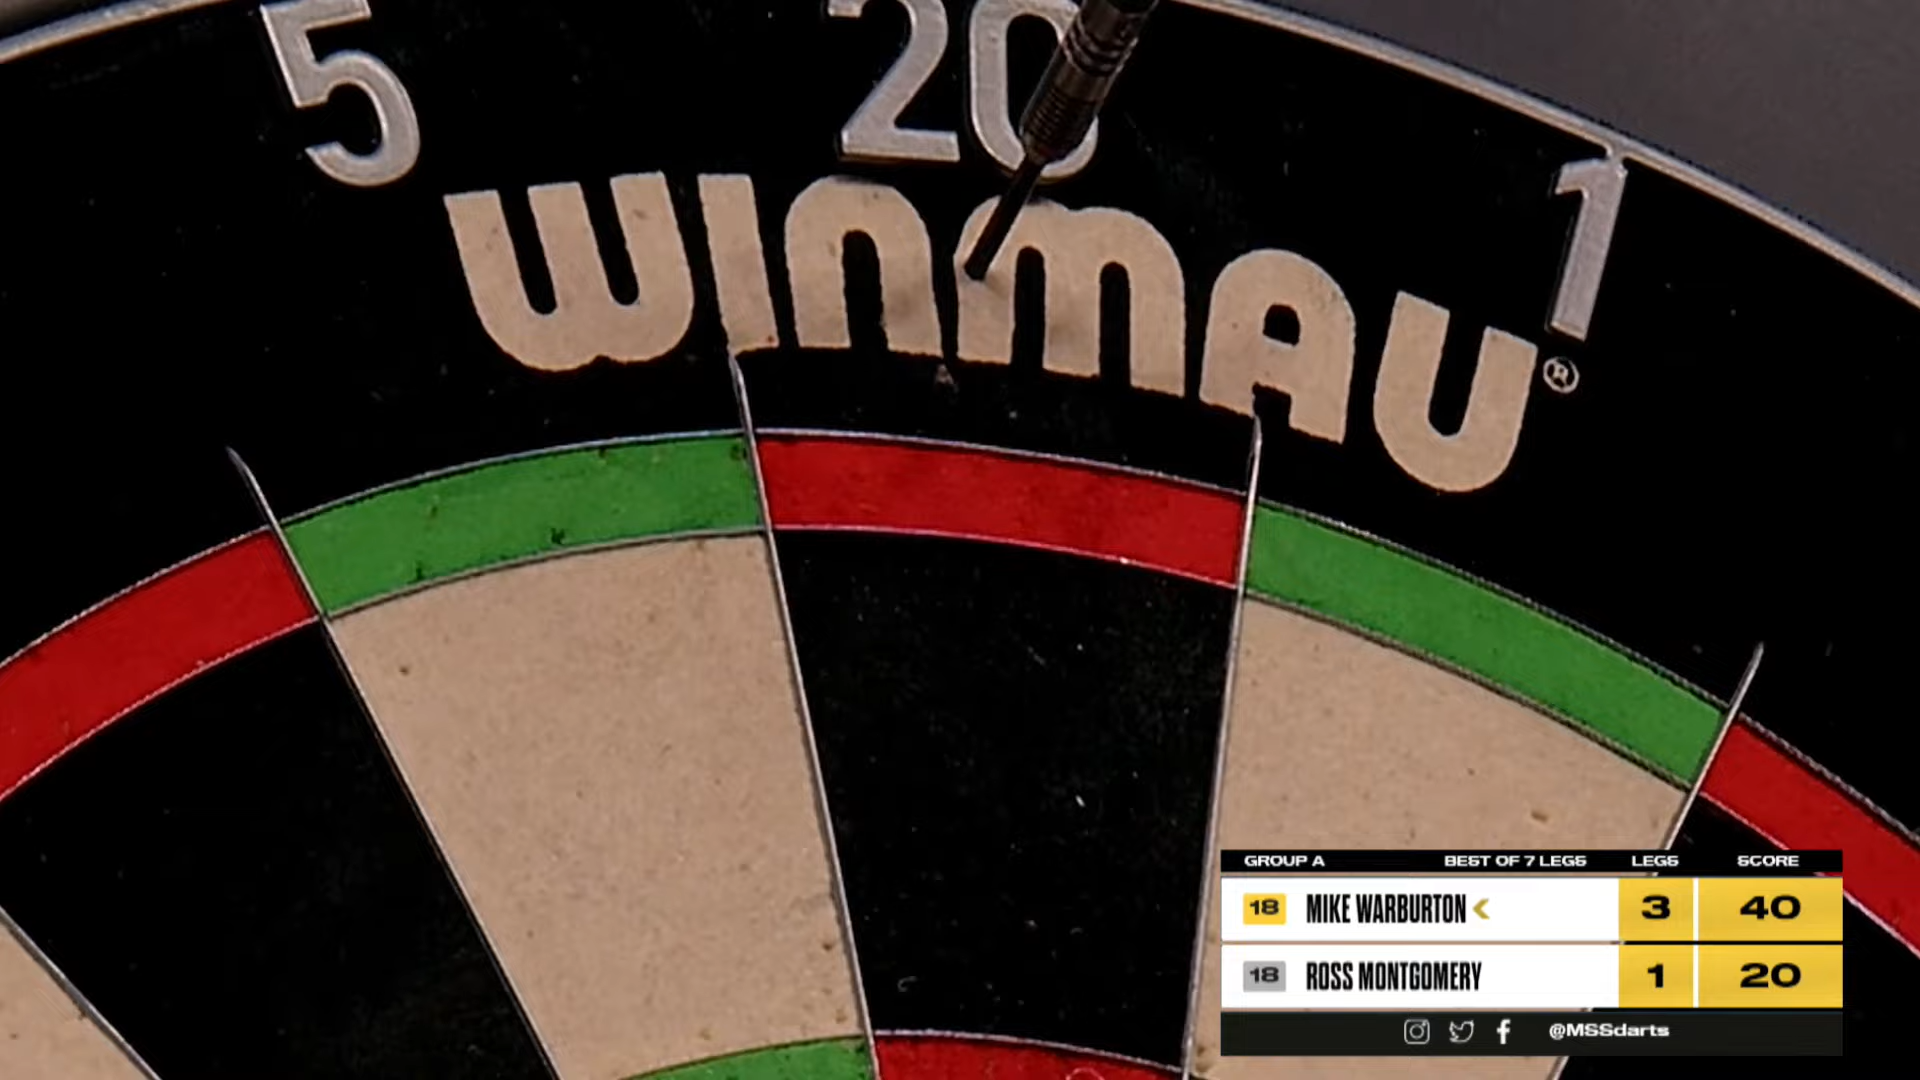 5 20 1
WINMAU®
GROUP A BEST OF 7 LEGS LEGS SCORE
18 MIKE WARBURTON 3 40
18 ROSS MONTGOMERY 1 20
@MSSdarts